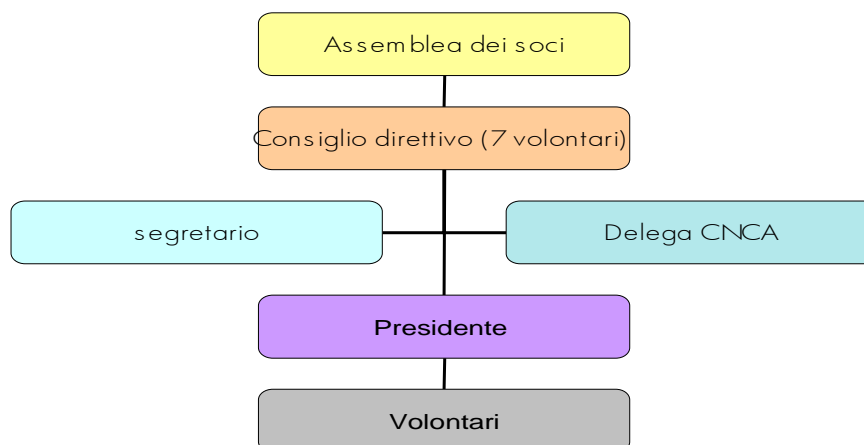 Assemblea dei soci
Consiglio direttivo (7 volontari)
segretario
Delega CNCA
Presidente
Volontari